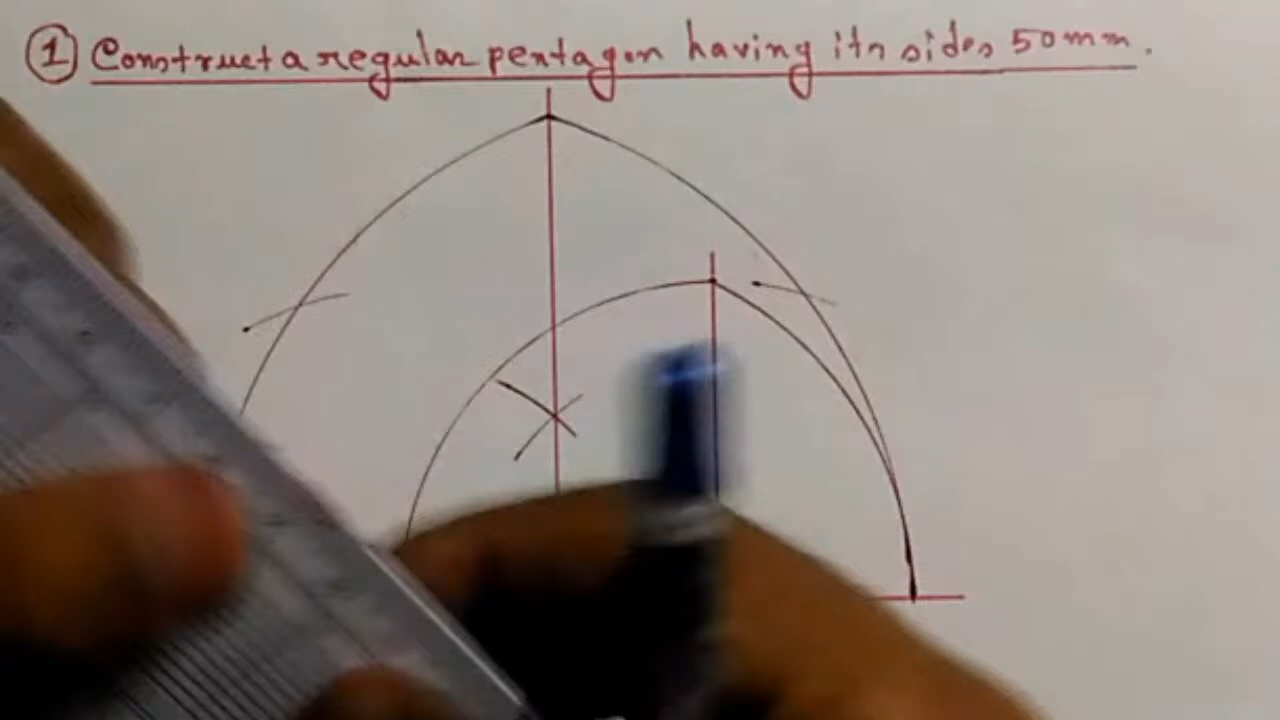 ① Construct a regular pentagon having its sides 50mm.